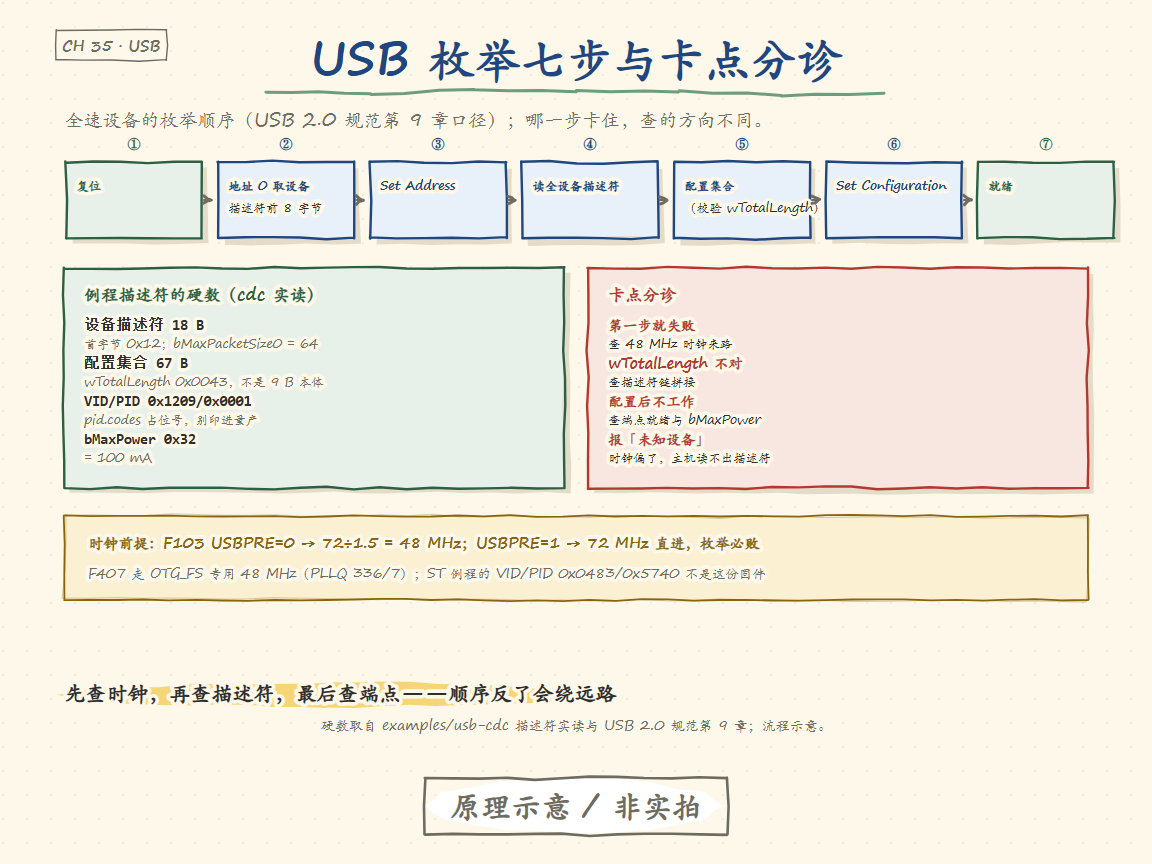 CH 35 · USB
USB 枚举七步与卡点分诊
全速设备的枚举顺序（USB 2.0 规范第 9 章口径）；哪一步卡住，查的方向不同。
① ② ③ ④ ⑤ ⑥ ⑦
复位
地址 0 取设备
描述符前 8 字节
Set Address
读全设备描述符
配置集合
（校验 wTotalLength）
Set Configuration
就绪
例程描述符的硬数（cdc 实读）
设备描述符 18 B
首字节 0x12；bMaxPacketSize0 = 64
配置集合 67 B
wTotalLength 0x0043，不是 9 B 本体
VID/PID 0x1209/0x0001
pid.codes 占位号，别印进量产
bMaxPower 0x32
= 100 mA
卡点分诊
第一步就失败
查 48 MHz 时钟来路
wTotalLength 不对
查描述符链拼接
配置后不工作
查端点就绪与 bMaxPower
报「未知设备」
时钟偏了，主机读不出描述符
时钟前提：F103 USBPRE=0 → 72÷1.5 = 48 MHz；USBPRE=1 → 72 MHz 直进，枚举必败
F407 走 OTG_FS 专用 48 MHz（PLLQ 336/7）；ST 例程的 VID/PID 0x0483/0x5740 不是这份固件
先查时钟，再查描述符，最后查端点——顺序反了会绕远路
硬数取自 examples/usb-cdc 描述符实读与 USB 2.0 规范第 9 章；流程示意。
原理示意 / 非实拍